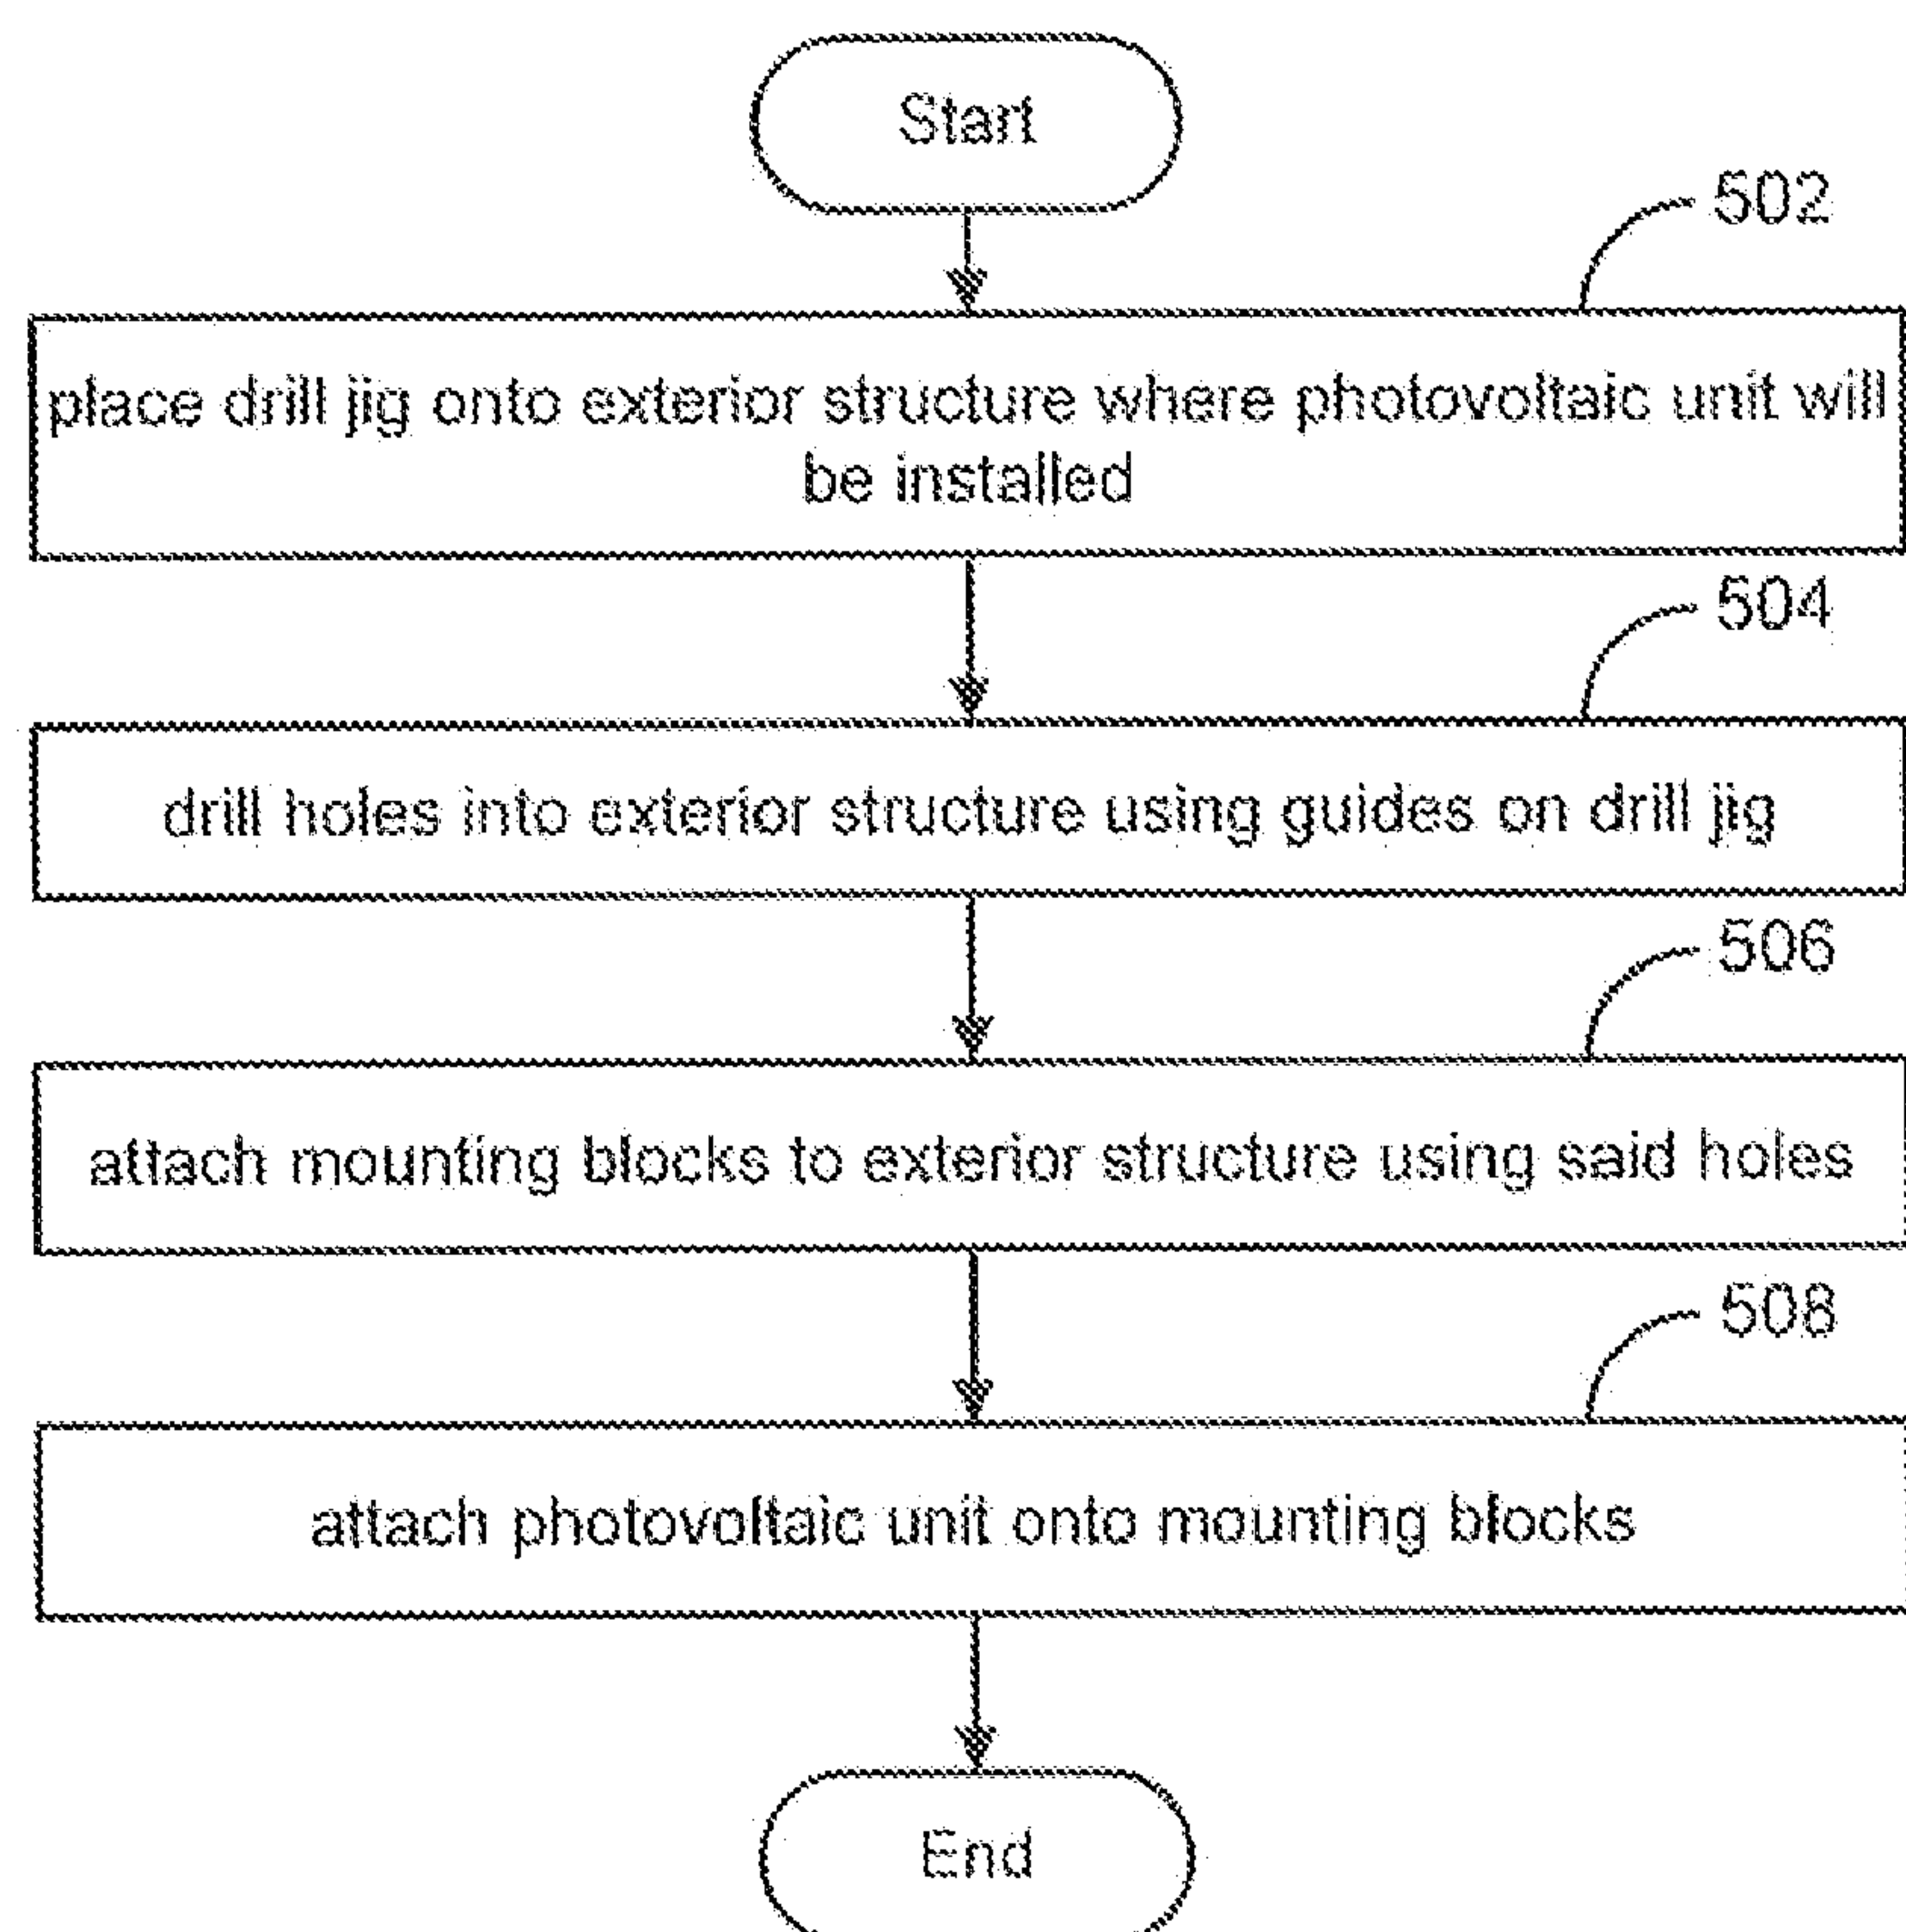 Start
502
place drill jig onto exterior structure where photovoltaic unit will
be installed
504
drill holes into exterior structure using guides on drill jig
506
attach mounting blocks to exterior structure using said holes
508
attach photovoltaic unit onto mounting blocks
End